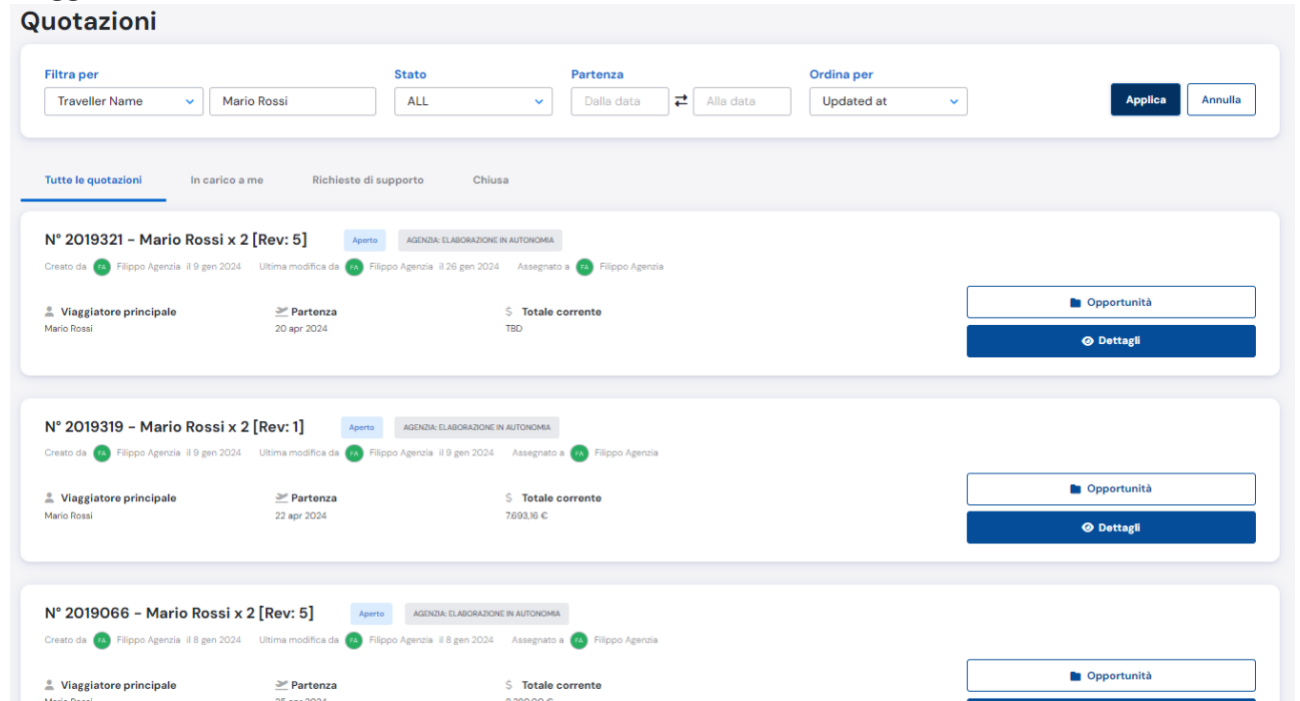 Quotazioni
Filtra per Stato Partenza Ordina per
Traveller Name Mario Rossi ALL Dalla data Alla data Updated at Applica Annulla
Tutte le quotazioni In carico a me Richieste di supporto Chiusa
N° 2019321 - Mario Rossi x 2 [Rev: 5] Aperto AGENZIA: ELABORAZIONE IN AUTONOMIA
Creato da FA Filippo Agenzia il 9 gen 2024 Ultima modifica da FA Filippo Agenzia il 26 gen 2024 Assegnato a FA Filippo Agenzia
Viaggiatore principale Partenza $ Totale corrente Opportunità
Mario Rossi 20 apr 2024 TBD
Dettagli
N° 2019319 - Mario Rossi x 2 [Rev: 1] Aperto AGENZIA: ELABORAZIONE IN AUTONOMIA
Creato da FA Filippo Agenzia il 9 gen 2024 Ultima modifica da FA Filippo Agenzia il 9 gen 2024 Assegnato a FA Filippo Agenzia
Viaggiatore principale Partenza $ Totale corrente Opportunità
Mario Rossi 22 apr 2024 7.693,16 €
Dettagli
N° 2019066 - Mario Rossi x 2 [Rev: 5] Aperto AGENZIA: ELABORAZIONE IN AUTONOMIA
Creato da FA Filippo Agenzia il 8 gen 2024 Ultima modifica da FA Filippo Agenzia il 8 gen 2024 Assegnato a FA Filippo Agenzia
Viaggiatore principale Partenza $ Totale corrente Opportunità